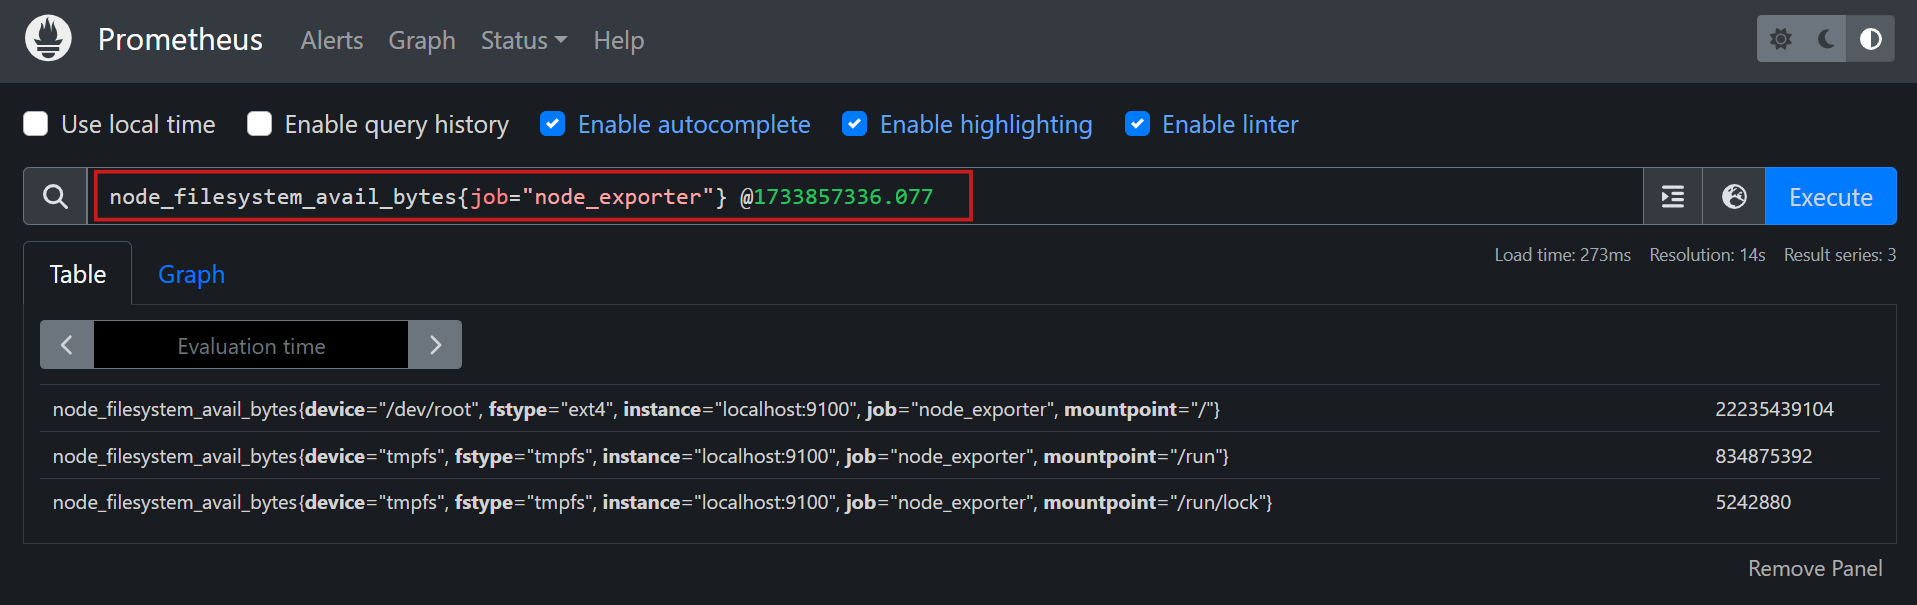 Prometheus Alerts Graph Status Help
Use local time Enable query history Enable autocomplete Enable highlighting Enable linter
node_filesystem_avail_bytes{job="node_exporter"} @1733857336.077 Execute
Load time: 273ms Resolution: 14s Result series: 3
Table Graph
Evaluation time
node_filesystem_avail_bytes{device="/dev/root", fstype="ext4", instance="localhost:9100", job="node_exporter", mountpoint="/"} 22235439104
node_filesystem_avail_bytes{device="tmpfs", fstype="tmpfs", instance="localhost:9100", job="node_exporter", mountpoint="/run"} 834875392
node_filesystem_avail_bytes{device="tmpfs", fstype="tmpfs", instance="localhost:9100", job="node_exporter", mountpoint="/run/lock"} 5242880
Remove Panel